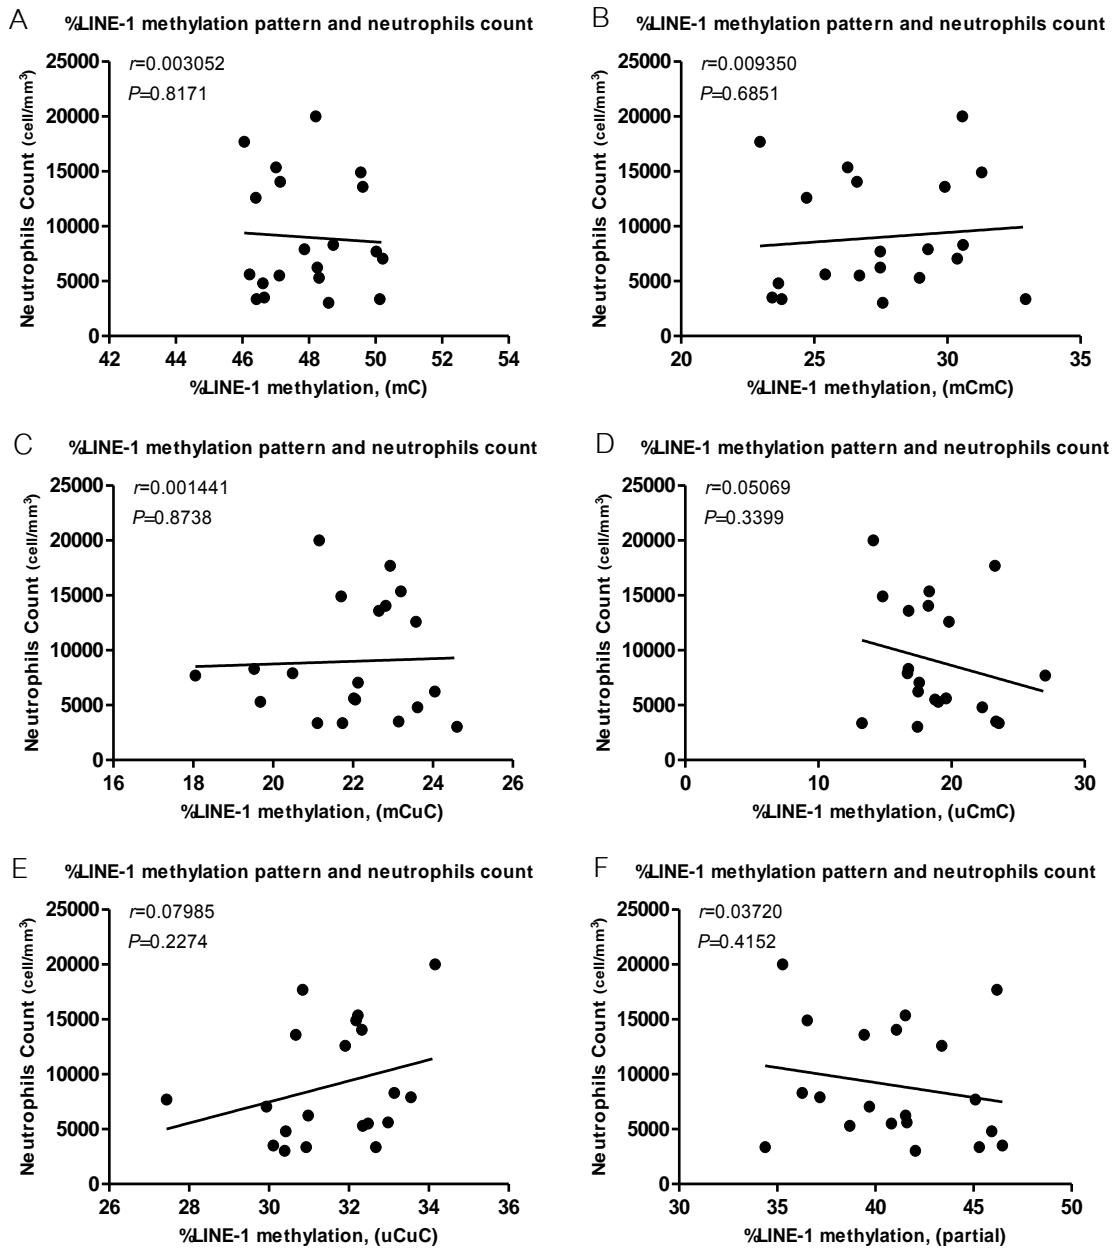 A %LINE-1 methylation pattern and neutrophils count
r=0.003052
P=0.8171
Neutrophils Count (cell/mm³)
25000
20000
15000
10000
5000
0
42 44 46 48 50 52 54
%LINE-1 methylation, (mC)
B %LINE-1 methylation pattern and neutrophils count
r=0.009350
P=0.6851
Neutrophils Count (cell/mm³)
25000
20000
15000
10000
5000
0
20 25 30 35
%LINE-1 methylation, (mCmC)
C %LINE-1 methylation pattern and neutrophils count
r=0.001441
P=0.8738
Neutrophils Count (cell/mm³)
25000
20000
15000
10000
5000
0
16 18 20 22 24 26
%LINE-1 methylation, (mCuC)
D %LINE-1 methylation pattern and neutrophils count
r=0.05069
P=0.3399
Neutrophils Count (cell/mm³)
25000
20000
15000
10000
5000
0
0 10 20 30
%LINE-1 methylation, (uCmC)
E %LINE-1 methylation pattern and neutrophils count
r=0.07985
P=0.2274
Neutrophils Count (cell/mm³)
25000
20000
15000
10000
5000
0
26 28 30 32 34 36
%LINE-1 methylation, (uCuC)
F %LINE-1 methylation pattern and neutrophils count
r=0.03720
P=0.4152
Neutrophils Count (cell/mm³)
25000
20000
15000
10000
5000
0
30 35 40 45 50
%LINE-1 methylation, (partial)